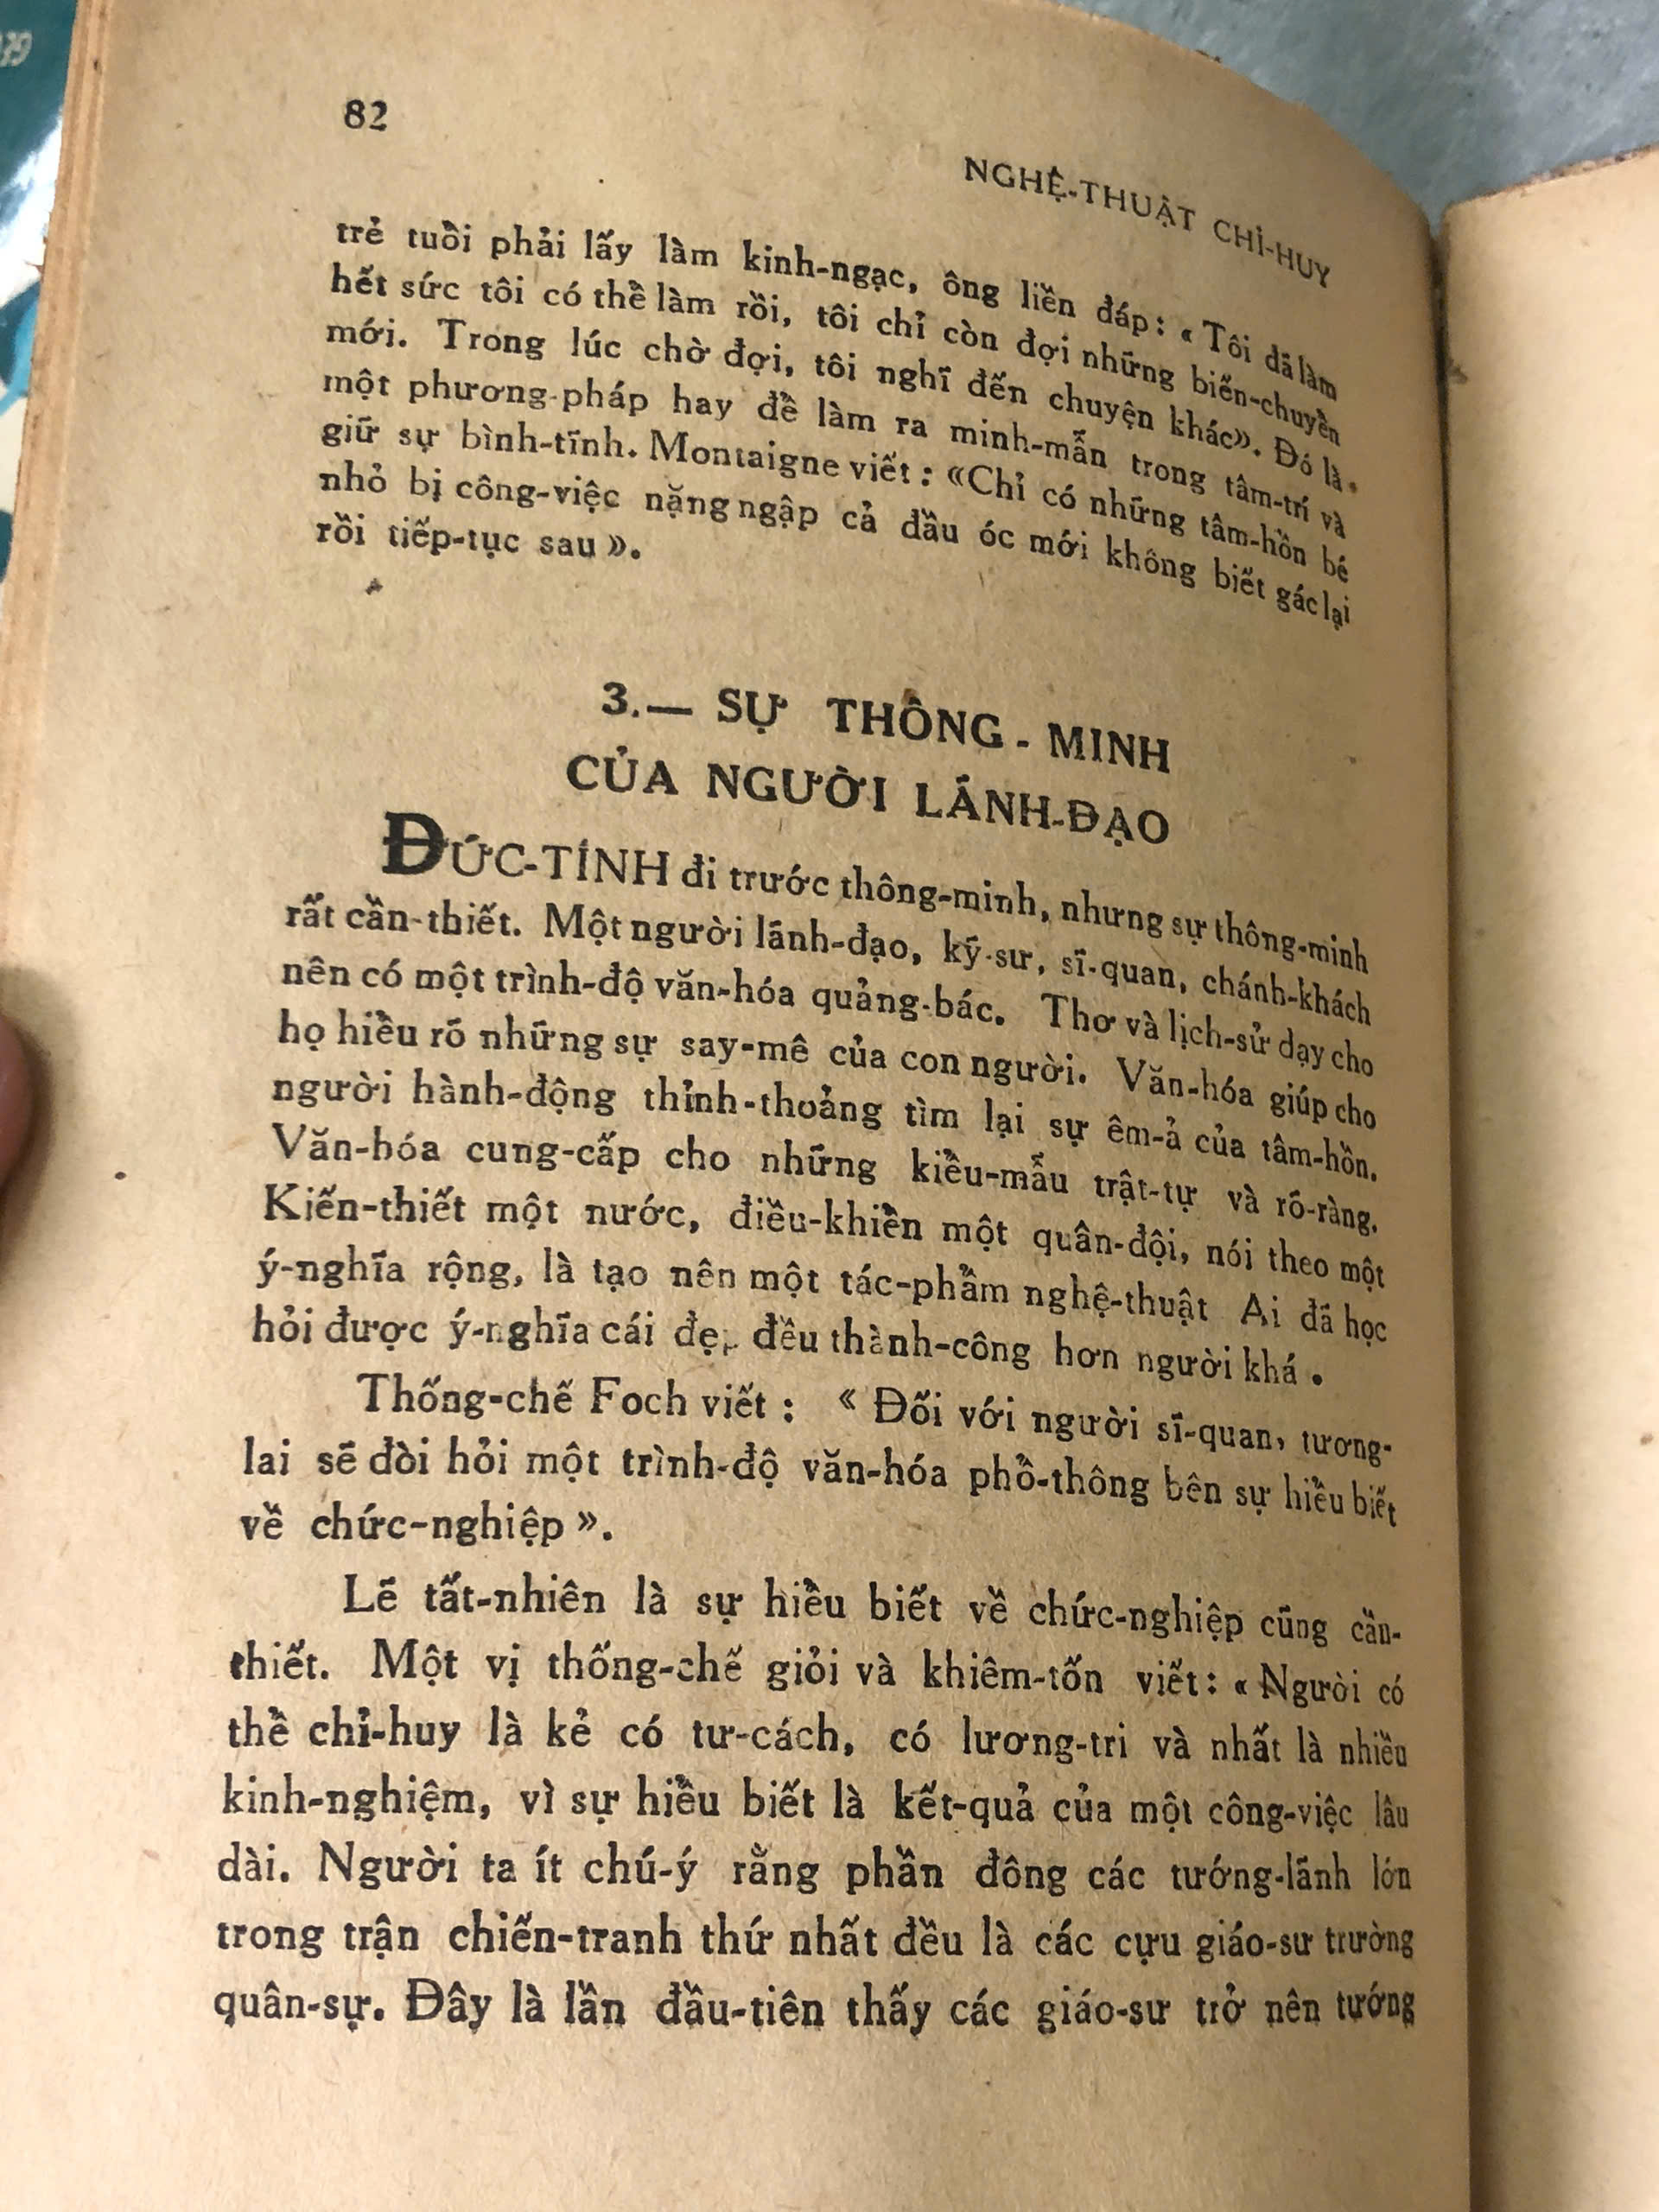 82
NGHỆ-THUẬT CHỈ-HUY
trẻ tuổi phải lấy làm kinh-ngạc, ông liền đáp: « Tôi đã làm
hết sức tôi có thể làm rồi, tôi chỉ còn đợi những biến-chuyển
mới. Trong lúc chờ đợi, tôi nghĩ đến chuyện khác». Đó là
một phương-pháp hay để làm ra minh-mẫn trong tâm-trí và
giữ sự bình-tĩnh. Montaigne viết : «Chỉ có những tâm-hồn bé
nhỏ bị công-việc nặng ngập cả đầu óc mới không biết gác lại
rồi tiếp-tục sau ».
3.— SỰ THÔNG - MINH
CỦA NGƯỜI LÃNH-ĐẠO
ĐỨC-TÍNH đi trước thông-minh, nhưng sự thông-minh
rất cần-thiết. Một người lãnh-đạo, kỹ-sư, sĩ-quan, chánh-khách
nên có một trình-độ văn-hóa quảng-bác. Thơ và lịch-sử dạy cho
họ hiểu rõ những sự say-mê của con người. Văn-hóa giúp cho
người hành-động thỉnh-thoảng tìm lại sự êm-ả của tâm-hồn.
Văn-hóa cung-cấp cho những kiểu-mẫu trật-tự và rõ-ràng.
Kiến-thiết một nước, điều-khiển một quân-đội, nói theo một
ý-nghĩa rộng, là tạo nên một tác-phẩm nghệ-thuật Ai đã học
hỏi được ý-nghĩa cái đẹp đều thành-công hơn người khá .
Thống-chế Foch viết : « Đối với người sĩ-quan, tương-
lai sẽ đòi hỏi một trình-độ văn-hóa phổ-thông bên sự hiểu biết
về chức-nghiệp ».
Lẽ tất-nhiên là sự hiểu biết về chức-nghiệp cũng cần-
thiết. Một vị thống-chế giỏi và khiêm-tốn viết : « Người có
thể chỉ-huy là kẻ có tư-cách, có lương-tri và nhất là nhiều
kinh-nghiệm, vì sự hiểu biết là kết-quả của một công-việc lâu
dài. Người ta ít chú-ý rằng phần đông các tướng-lãnh lớn
trong trận chiến-tranh thứ nhất đều là các cựu giáo-sư trường
quân-sự. Đây là lần đầu-tiên thấy các giáo-sư trở nên tướng